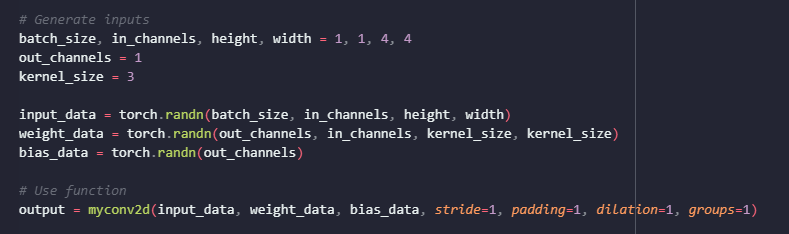 # Generate inputs
batch_size, in_channels, height, width = 1, 1, 4, 4
out_channels = 1
kernel_size = 3
input_data = torch.randn(batch_size, in_channels, height, width)
weight_data = torch.randn(out_channels, in_channels, kernel_size, kernel_size)
bias_data = torch.randn(out_channels)
# Use function
output = myconv2d(input_data, weight_data, bias_data, stride=1, padding=1, dilation=1, groups=1)